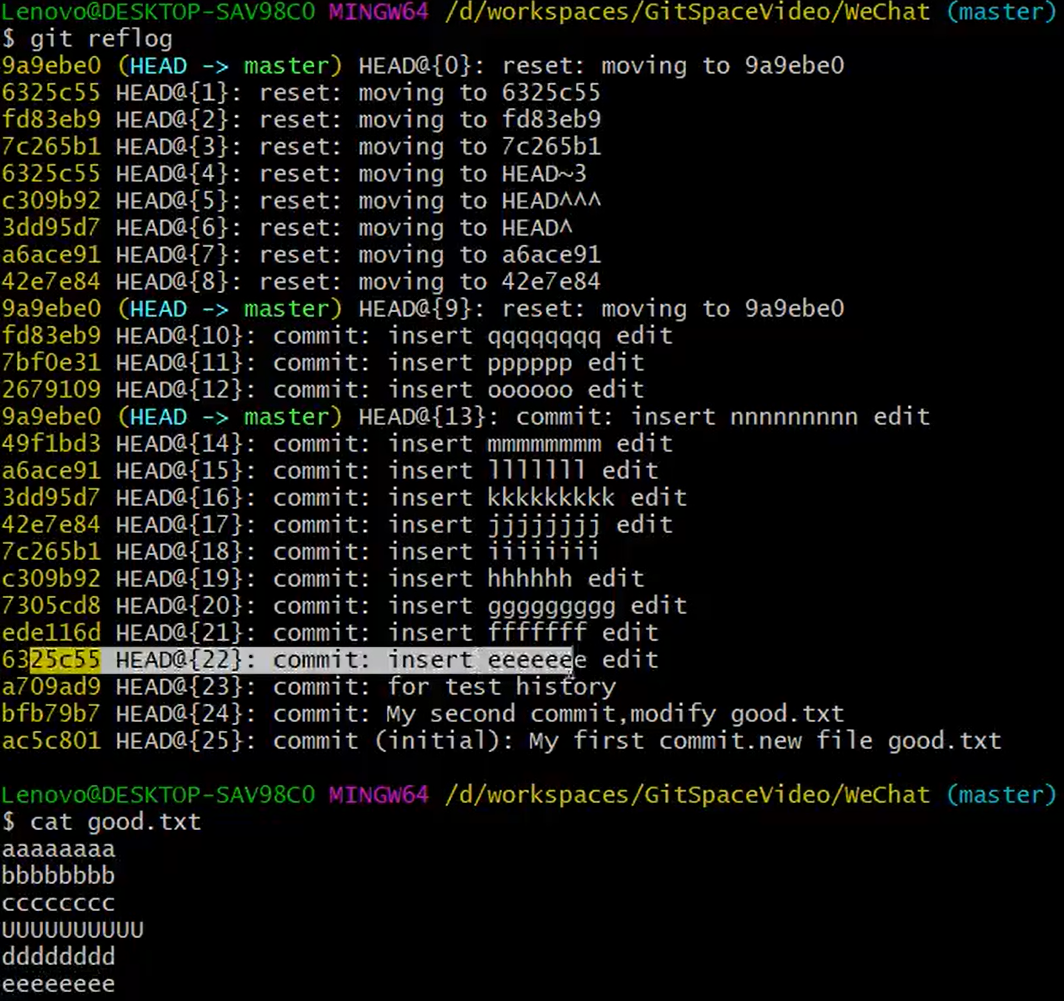 Lenovo@DESKTOP-SAV98C0 MINGW64 /d/workspaces/GitSpaceVideo/WeChat (master)
$ git reflog
9a9ebe0 (HEAD -> master) HEAD@{0}: reset: moving to 9a9ebe0
6325c55 HEAD@{1}: reset: moving to 6325c55
fd83eb9 HEAD@{2}: reset: moving to fd83eb9
7c265b1 HEAD@{3}: reset: moving to 7c265b1
6325c55 HEAD@{4}: reset: moving to HEAD~3
c309b92 HEAD@{5}: reset: moving to HEAD^^^
3dd95d7 HEAD@{6}: reset: moving to HEAD^
a6ace91 HEAD@{7}: reset: moving to a6ace91
42e7e84 HEAD@{8}: reset: moving to 42e7e84
9a9ebe0 (HEAD -> master) HEAD@{9}: reset: moving to 9a9ebe0
fd83eb9 HEAD@{10}: commit: insert qqqqqqqq edit
7bf0e31 HEAD@{11}: commit: insert pppppp edit
2679109 HEAD@{12}: commit: insert oooooo edit
9a9ebe0 (HEAD -> master) HEAD@{13}: commit: insert nnnnnnnnn edit
49f1bd3 HEAD@{14}: commit: insert mmmmmmmm edit
a6ace91 HEAD@{15}: commit: insert lllllll edit
3dd95d7 HEAD@{16}: commit: insert kkkkkkkkk edit
42e7e84 HEAD@{17}: commit: insert jjjjjjjj edit
7c265b1 HEAD@{18}: commit: insert iiiiiiii
c309b92 HEAD@{19}: commit: insert hhhhhh edit
7305cd8 HEAD@{20}: commit: insert ggggggggg edit
ede116d HEAD@{21}: commit: insert fffffff edit
6325c55 HEAD@{22}: commit: insert eeeeeee edit
a709ad9 HEAD@{23}: commit: for test history
bfb79b7 HEAD@{24}: commit: My second commit,modify good.txt
ac5c801 HEAD@{25}: commit (initial): My first commit.new file good.txt
Lenovo@DESKTOP-SAV98C0 MINGW64 /d/workspaces/GitSpaceVideo/WeChat (master)
$ cat good.txt
aaaaaaaa
bbbbbbbb
cccccccc
UUUUUUUUUU
dddddddd
eeeeeeee